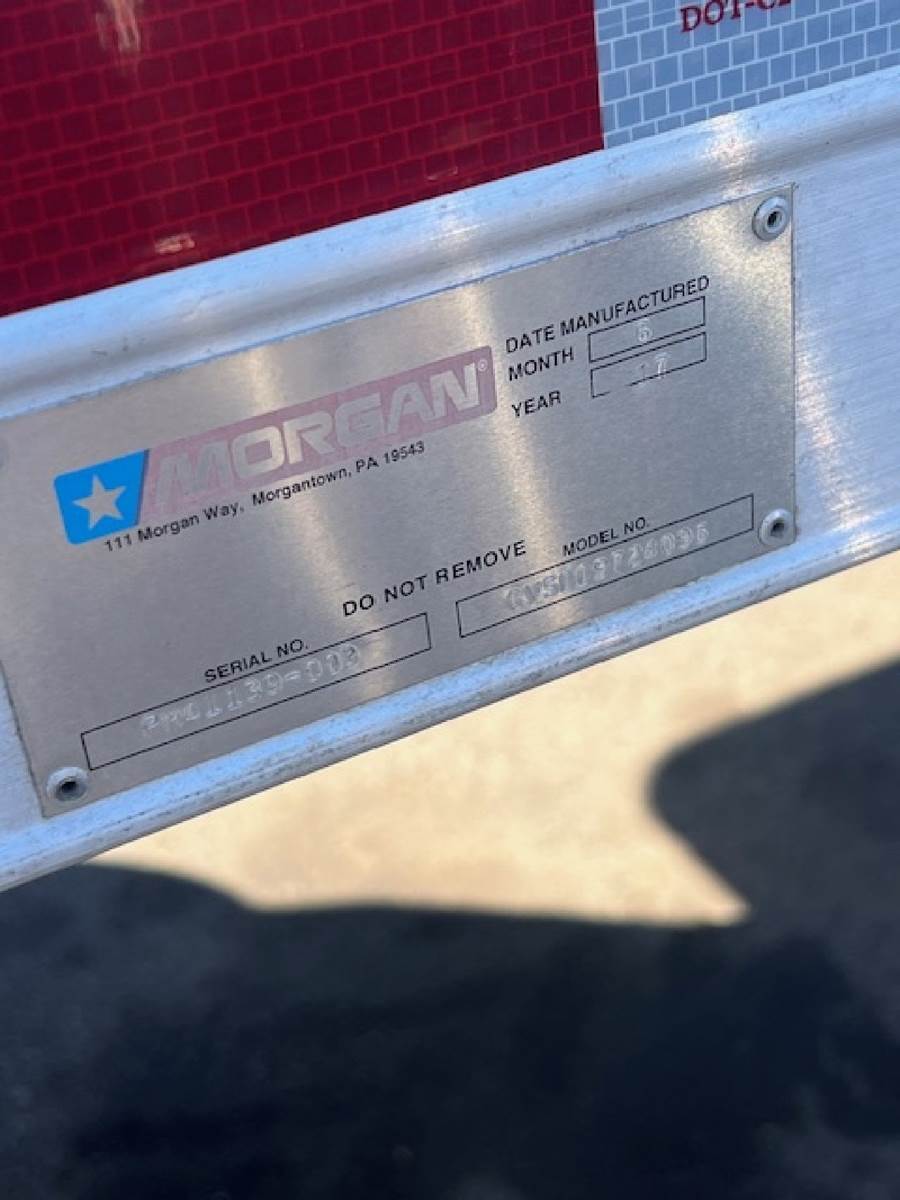 MORGAN®
111 Morgan Way, Morgantown, PA 19543
DATE MANUFACTURED
MONTH 5
YEAR 17
DO NOT REMOVE
SERIAL NO.
MODEL NO.